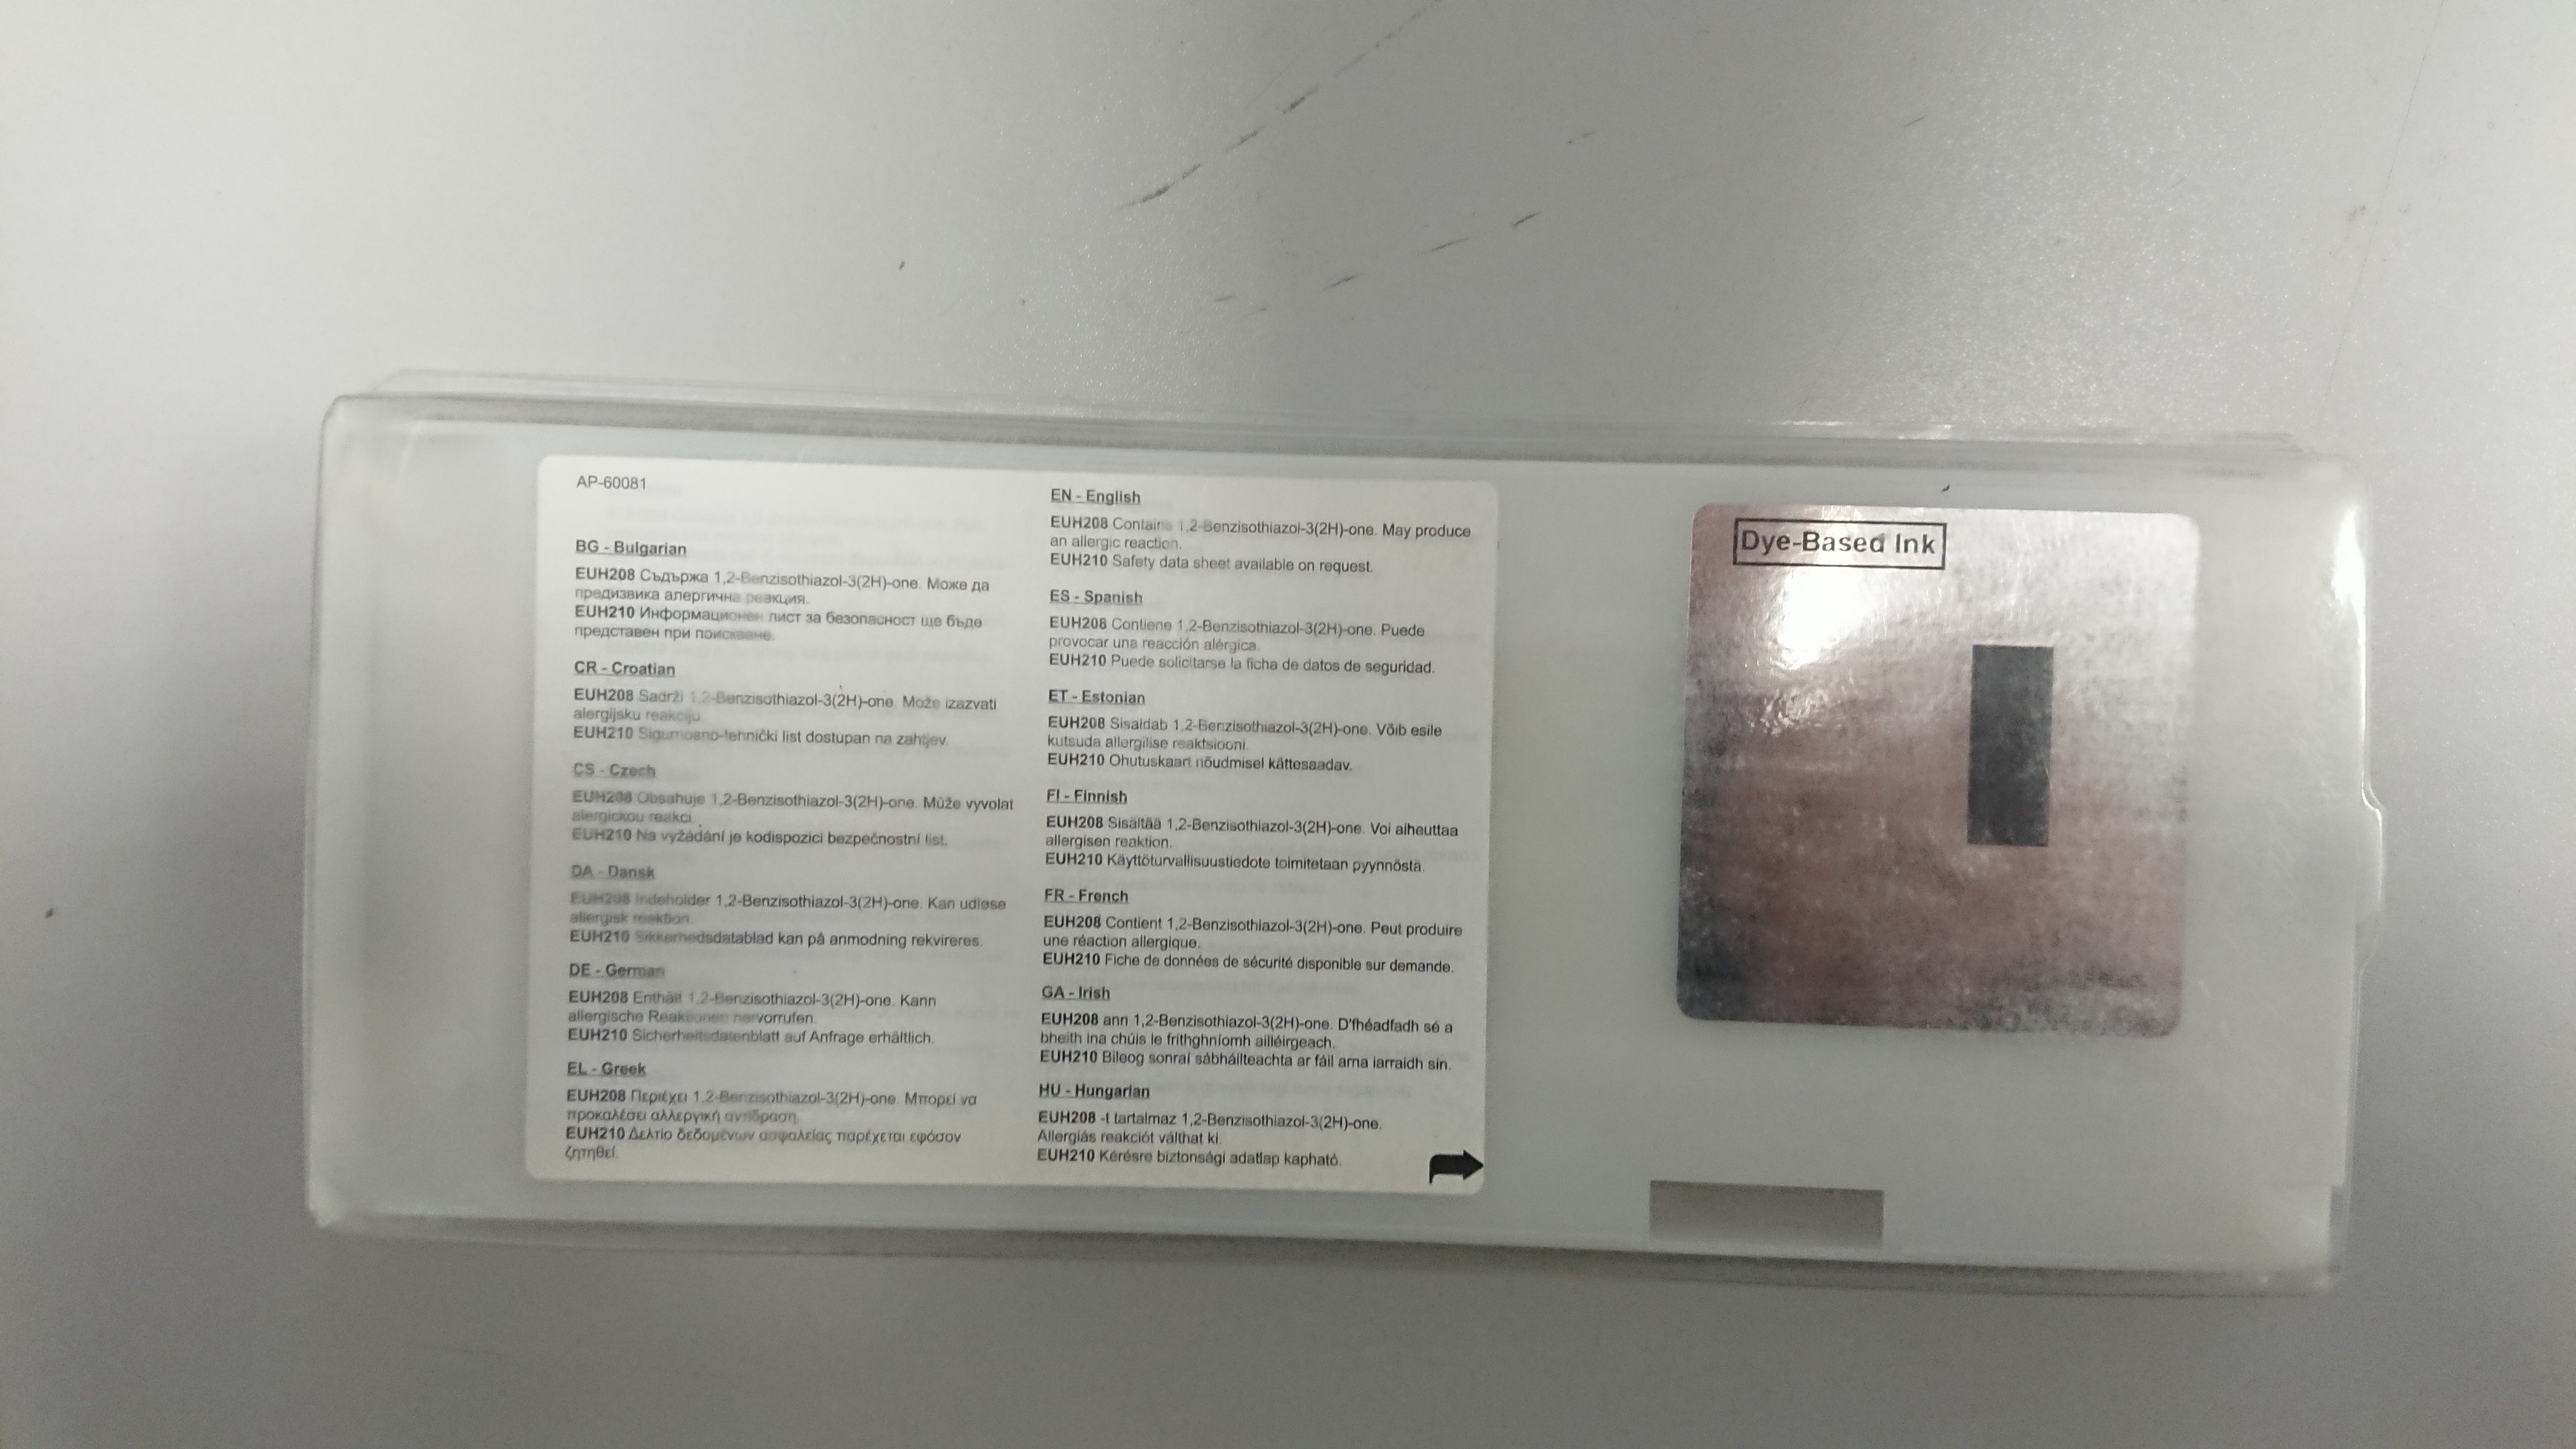 AP-60081
BG - Bulgarian
EUH208 Съдържа 1,2-Benzisothiazol-3(2H)-one. Може да
предизвика алергична реакция.
EUH210 Информационен лист за безопасност ще бъде
представен при поискване.
CR - Croatian
EUH208 Sadrži 1,2-Benzisothiazol-3(2H)-one. Može izazvati
alergijsku reakciju.
EUH210 Sigurnosno-tehnički list dostupan na zahtjev.
CS - Czech
EUH208 Obsahuje 1,2-Benzisothiazol-3(2H)-one. Může vyvolat
alergickou reakci.
EUH210 Na vyžádání je kodispozici bezpečnostní list.
DA - Dansk
EUH208 Indeholder 1,2-Benzisothiazol-3(2H)-one. Kan udløse
allergisk reaktion.
EUH210 Sikkerhedsdatablad kan på anmodning rekvireres.
DE - German
EUH208 Enthält 1,2-Benzisothiazol-3(2H)-one. Kann
allergische Reaktionen hervorrufen.
EUH210 Sicherheitsdatenblatt auf Anfrage erhältlich.
EL - Greek
EUH208 Περιέχει 1,2-Benzisothiazol-3(2H)-one. Μπορεί να
προκαλέσει αλλεργική αντίδραση.
EUH210 Δελτίο δεδομένων ασφαλείας παρέχεται εφόσον
ζητηθεί.
EN - English
EUH208 Contains 1,2-Benzisothiazol-3(2H)-one. May produce
an allergic reaction.
EUH210 Safety data sheet available on request.
ES - Spanish
EUH208 Contiene 1,2-Benzisothiazol-3(2H)-one. Puede
provocar una reacción alérgica.
EUH210 Puede solicitarse la ficha de datos de seguridad.
ET - Estonian
EUH208 Sisaldab 1,2-Benzisothiazol-3(2H)-one. Võib esile
kutsuda allergilise reaktsiooni.
EUH210 Ohutuskaart nõudmisel kättesaadav.
FI - Finnish
EUH208 Sisältää 1,2-Benzisothiazol-3(2H)-one. Voi aiheuttaa
allergisen reaktion.
EUH210 Käyttöturvallisuustiedote toimitetaan pyynnöstä.
FR - French
EUH208 Contient 1,2-Benzisothiazol-3(2H)-one. Peut produire
une réaction allergique.
EUH210 Fiche de données de sécurité disponible sur demande.
GA - Irish
EUH208 ann 1,2-Benzisothiazol-3(2H)-one. D'fhéadfadh sé a
bheith ina chúis le frithghníomh ailléirgeach.
EUH210 Bileog sonraí sábháilteachta ar fáil arna iarraidh sin.
HU - Hungarian
EUH208 -t tartalmaz 1,2-Benzisothiazol-3(2H)-one.
Allergiás reakciót válthat ki.
EUH210 Kérésre biztonsági adatlap kapható.
Dye-Based Ink